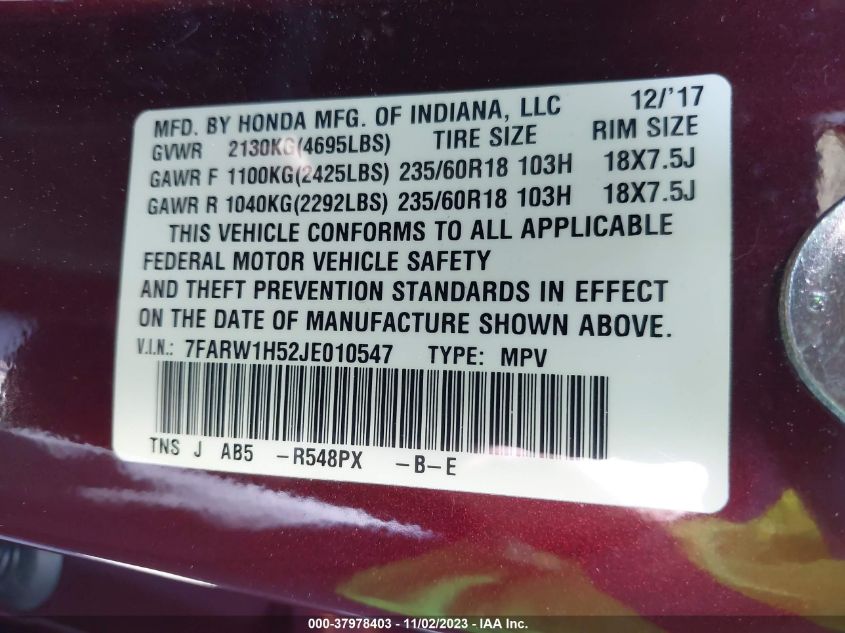 MFD. BY HONDA MFG. OF INDIANA, LLC 12/'17
GVWR 2130KG(4695LBS) TIRE SIZE RIM SIZE
GAWR F 1100KG(2425LBS) 235/60R18 103H 18X7.5J
GAWR R 1040KG(2292LBS) 235/60R18 103H 18X7.5J
THIS VEHICLE CONFORMS TO ALL APPLICABLE
FEDERAL MOTOR VEHICLE SAFETY
AND THEFT PREVENTION STANDARDS IN EFFECT
ON THE DATE OF MANUFACTURE SHOWN ABOVE.
V.I.N.: 7FARW1H52JE010547 TYPE: MPV
TNS J AB5 -R548PX -B-E
000-37978403 - 11/02/2023 - IAA Inc.